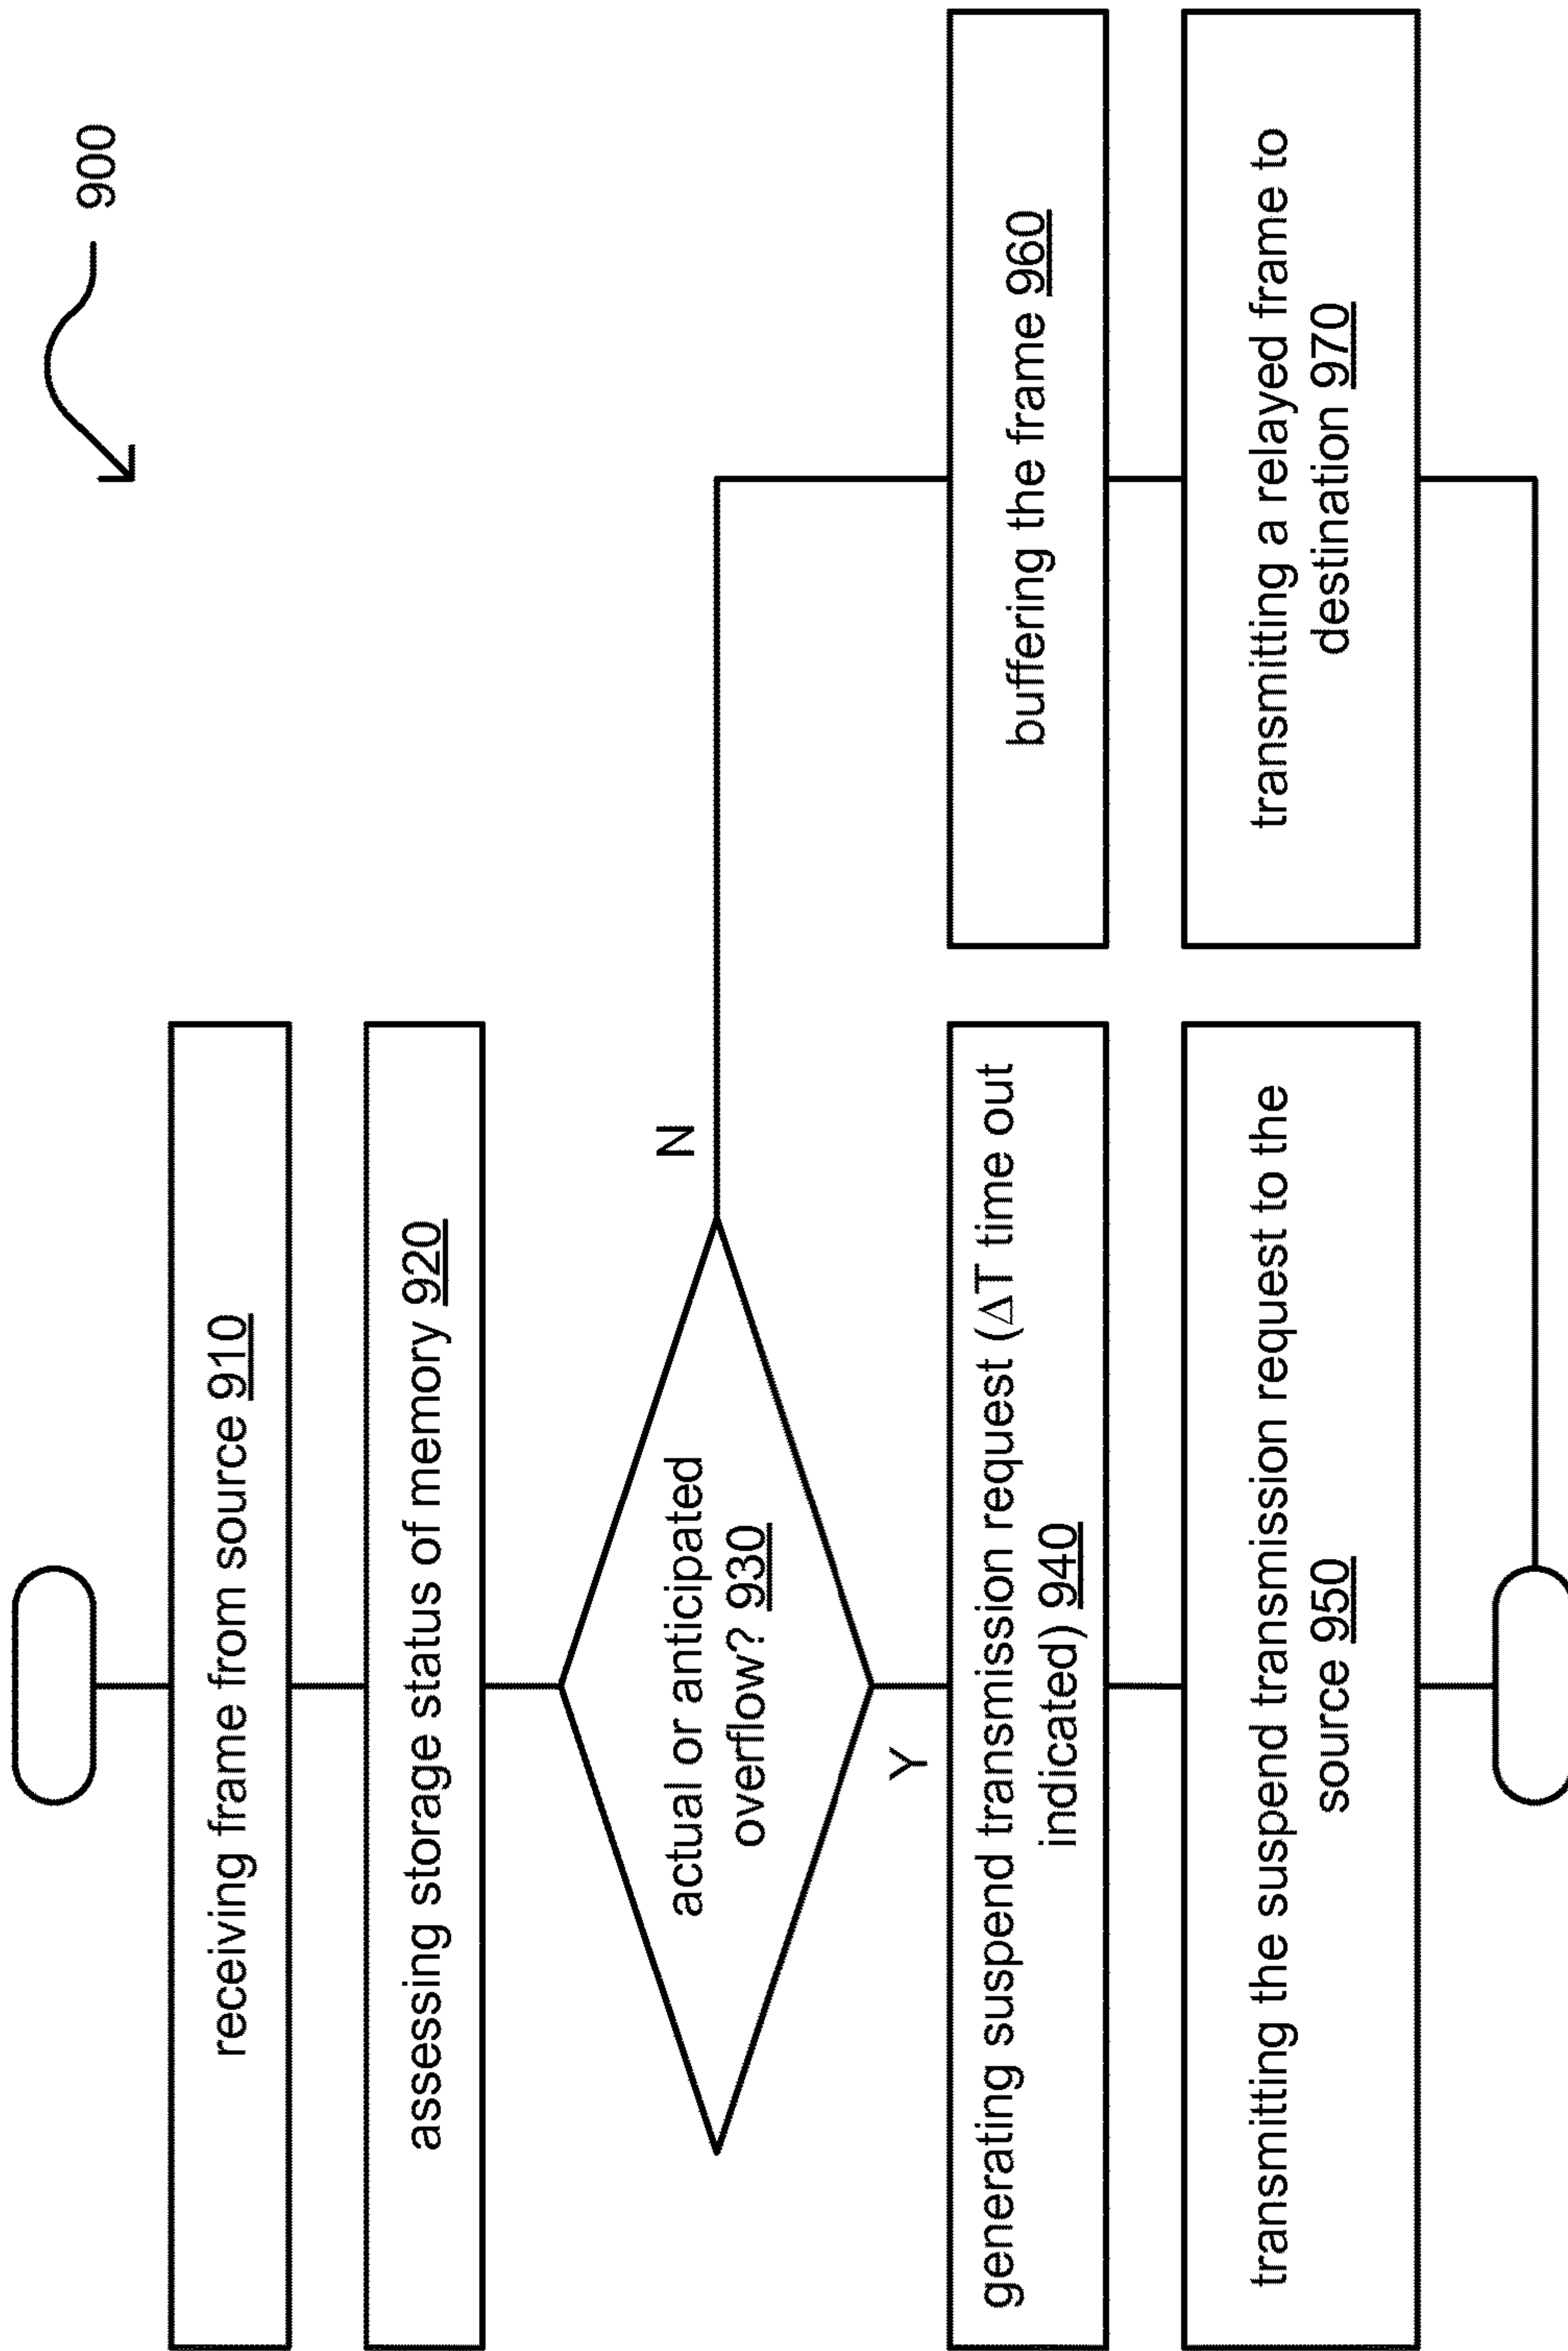 900
receiving frame from source 910
assessing storage status of memory 920
actual or anticipated
overflow? 930
N
Y
generating suspend transmission request (ΔT time out
indicated) 940
buffering the frame 960
transmitting the suspend transmission request to the
source 950
transmitting a relayed frame to
destination 970